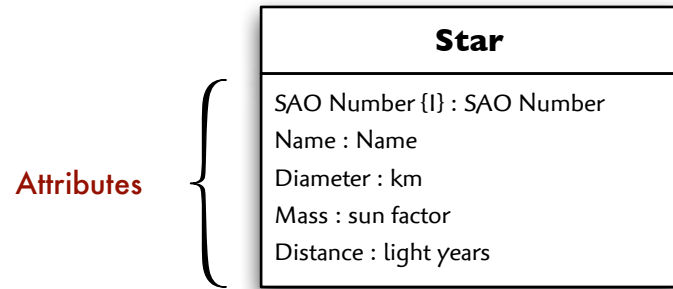 Star
SAO Number {I} : SAO Number
Name : Name
Diameter : km
Attributes
Mass : sun factor
Distance : light years